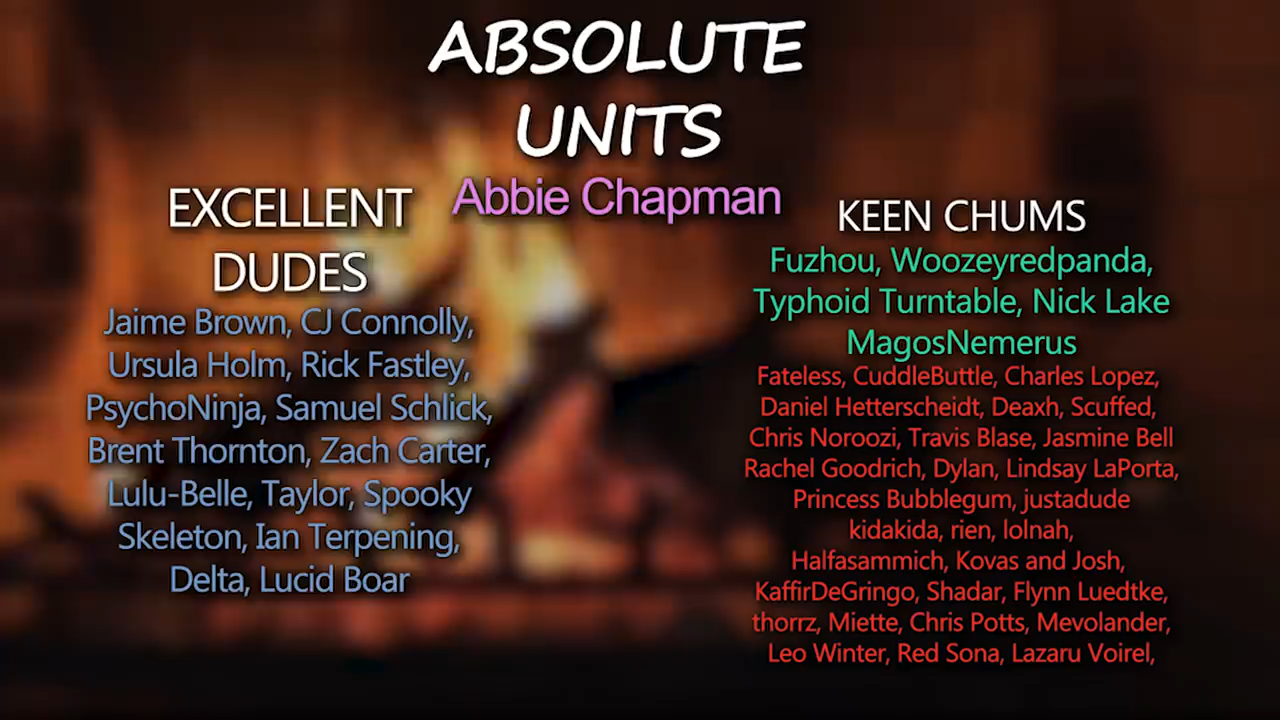 ABSOLUTE
UNITS
Abbie Chapman
EXCELLENT
DUDES
Jaime Brown, CJ Connolly,
Ursula Holm, Rick Fastley,
PsychoNinja, Samuel Schlick,
Brent Thornton, Zach Carter,
Lulu-Belle, Taylor, Spooky
Skeleton, Ian Terpening,
Delta, Lucid Boar
KEEN CHUMS
Fuzhou, Woozeyredpanda,
Typhoid Turntable, Nick Lake
MagosNemerus
Fateless, CuddleButtle, Charles Lopez,
Daniel Hetterscheidt, Deaxh, Scuffed,
Chris Noroozi, Travis Blase, Jasmine Bell
Rachel Goodrich, Dylan, Lindsay LaPorta,
Princess Bubblegum, justadude
kidakida, rien, lolnah,
Halfasammich, Kovas and Josh,
KaffirDeGringo, Shadar, Flynn Luedtke,
thorrz, Miette, Chris Potts, Mevolander,
Leo Winter, Red Sona, Lazaru Voirel,